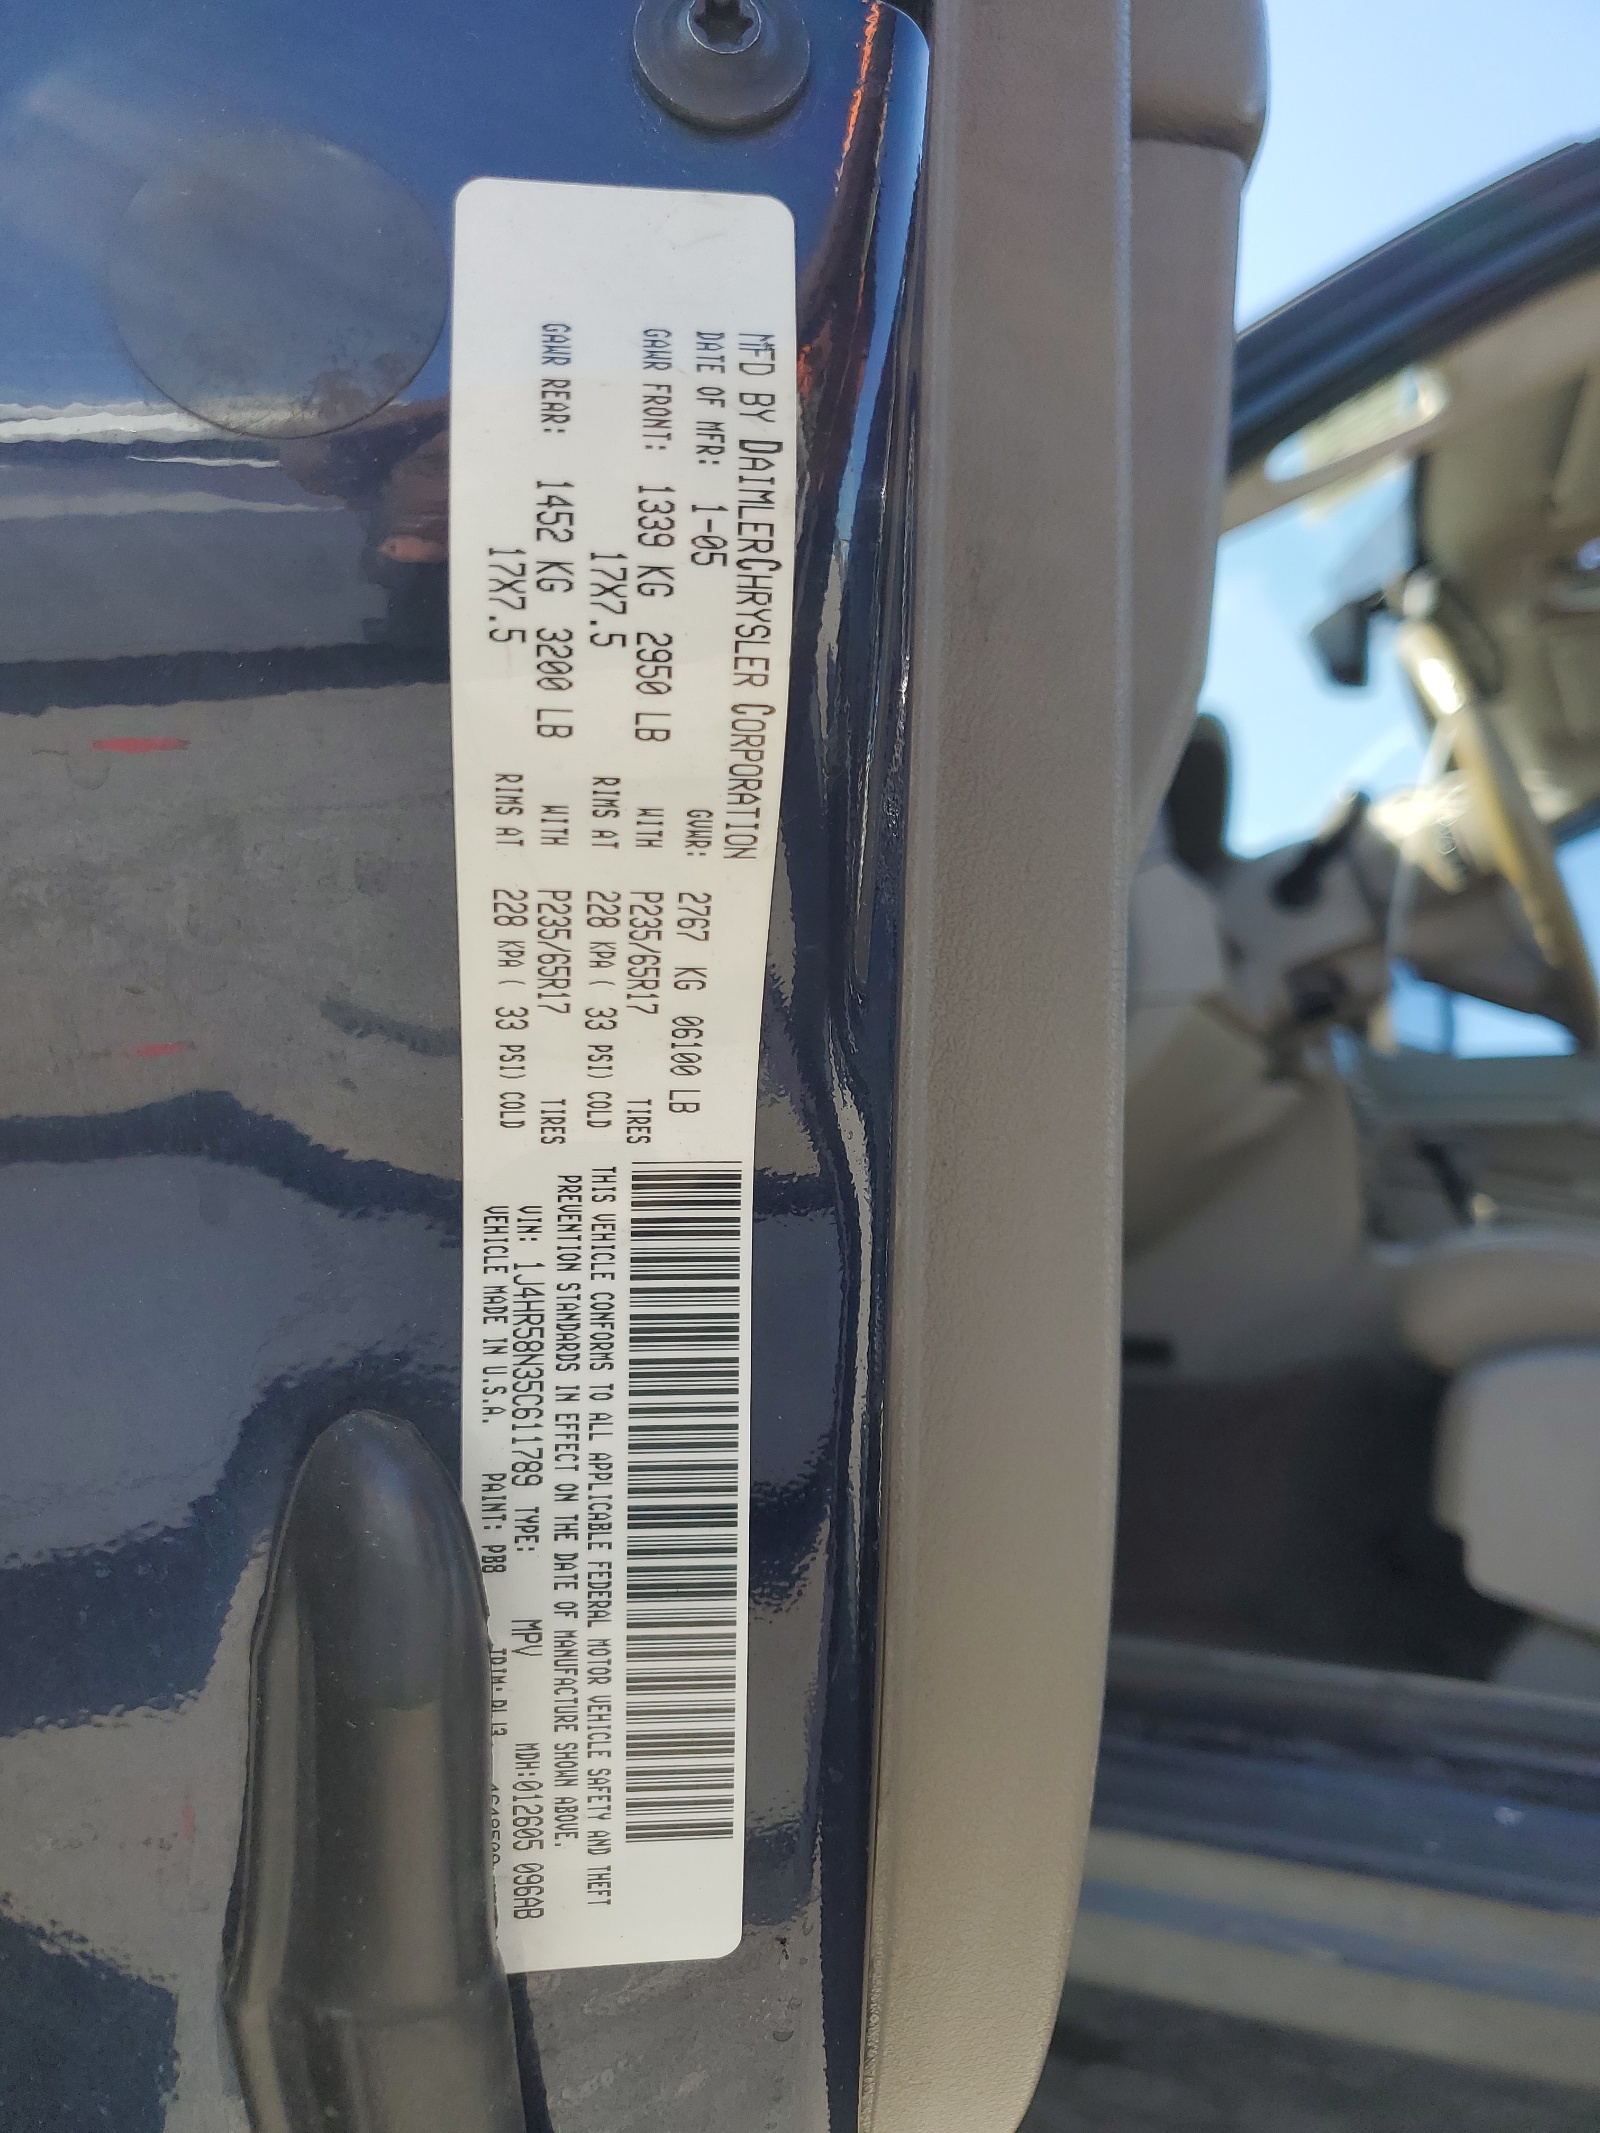 MFD BY DAIMLERCHRYSLER CORPORATION
DATE OF MFR: 1-05 GVWR: 2767 KG 06100 LB
GAWR FRONT: 1339 KG 2950 LB WITH P235/65R17 TIRES
17X7.5 RIMS AT 228 KPA ( 33 PSI) COLD
GAWR REAR: 1452 KG 3200 LB WITH P235/65R17 TIRES
17X7.5 RIMS AT 228 KPA ( 33 PSI) COLD
THIS VEHICLE CONFORMS TO ALL APPLICABLE FEDERAL MOTOR VEHICLE SAFETY AND THEFT
PREVENTION STANDARDS IN EFFECT ON THE DATE OF MANUFACTURE SHOWN ABOVE.
VIN: 1J4HR58N35C611789 TYPE: MPV MDH:012605 096AB
VEHICLE MADE IN U.S.A. PAINT: PB8 TRIM: